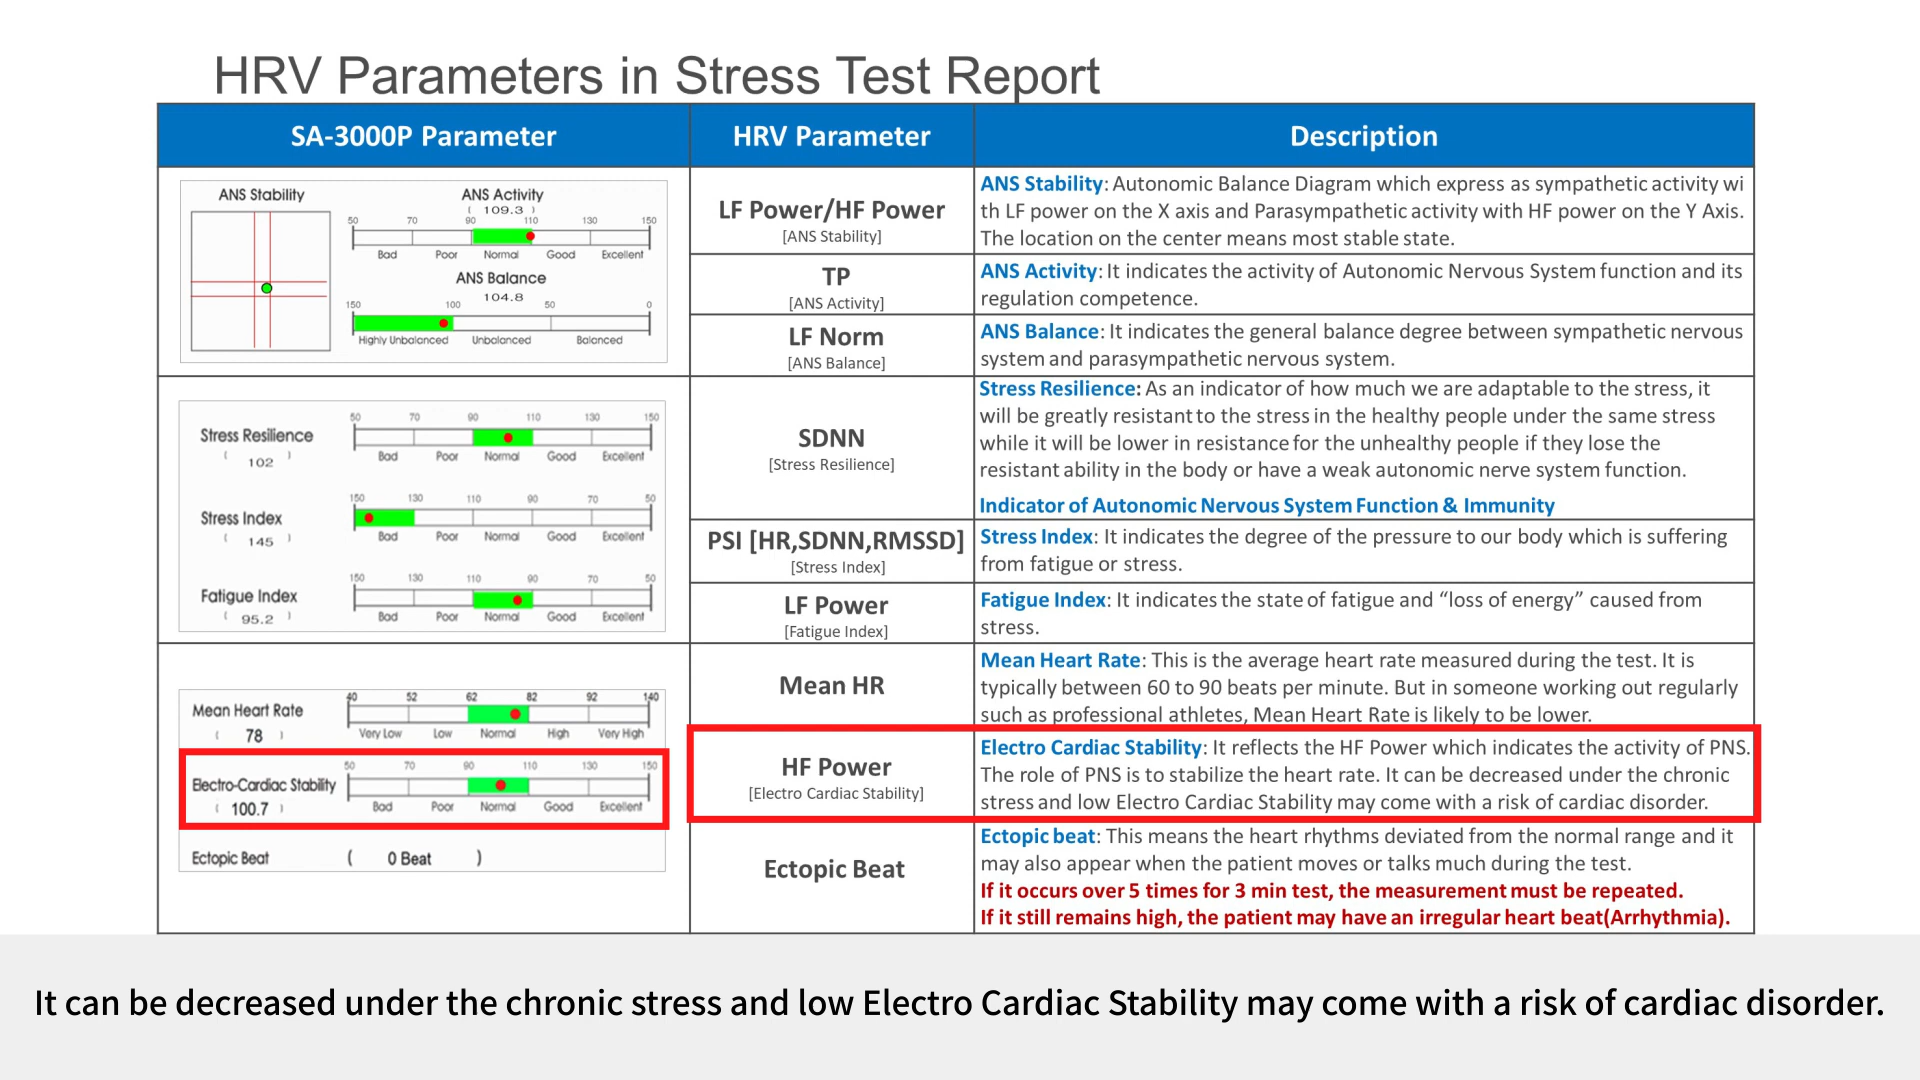 HRV Parameters in Stress Test Report
SA-3000P Parameter
HRV Parameter
Description
ANS Stability
ANS Activity
( 109.3 )
50 70 90 110 130 150
Bad Poor Normal Good Excellent
ANS Balance
104.8
150 100 50 0
Highly Unbalanced Unbalanced Balanced
LF Power/HF Power
[ANS Stability]
ANS Stability: Autonomic Balance Diagram which express as sympathetic activity wi
th LF power on the X axis and Parasympathetic activity with HF power on the Y Axis.
The location on the center means most stable state.
TP
[ANS Activity]
ANS Activity: It indicates the activity of Autonomic Nervous System function and its
regulation competence.
LF Norm
[ANS Balance]
ANS Balance: It indicates the general balance degree between sympathetic nervous
system and parasympathetic nervous system.
50 70 90 110 130 150
Stress Resilience
( 102 )
Bad Poor Normal Good Excellent
150 130 110 90 70 50
Stress Index
( 145 )
Bad Poor Normal Good Excellent
150 130 110 90 70 50
Fatigue Index
( 95.2 )
Bad Poor Normal Good Excellent
SDNN
[Stress Resilience]
Stress Resilience: As an indicator of how much we are adaptable to the stress, it
will be greatly resistant to the stress in the healthy people under the same stress
while it will be lower in resistance for the unhealthy people if they lose the
resistant ability in the body or have a weak autonomic nerve system function.
Indicator of Autonomic Nervous System Function & Immunity
PSI [HR,SDNN,RMSSD]
[Stress Index]
Stress Index: It indicates the degree of the pressure to our body which is suffering
from fatigue or stress.
LF Power
[Fatigue Index]
Fatigue Index: It indicates the state of fatigue and “loss of energy” caused from
stress.
40 52 62 82 92 140
Mean Heart Rate
( 78 )
Very Low Low Normal High Very High
50 70 90 110 130 150
Electro-Cardiac Stability
( 100.7 )
Bad Poor Normal Good Excellent
Ectopic Beat ( 0 Beat )
Mean HR
Mean Heart Rate: This is the average heart rate measured during the test. It is
typically between 60 to 90 beats per minute. But in someone working out regularly
such as professional athletes, Mean Heart Rate is likely to be lower.
HF Power
[Electro Cardiac Stability]
Electro Cardiac Stability: It reflects the HF Power which indicates the activity of PNS.
The role of PNS is to stabilize the heart rate. It can be decreased under the chronic
stress and low Electro Cardiac Stability may come with a risk of cardiac disorder.
Ectopic Beat
Ectopic beat: This means the heart rhythms deviated from the normal range and it
may also appear when the patient moves or talks much during the test.
If it occurs over 5 times for 3 min test, the measurement must be repeated.
If it still remains high, the patient may have an irregular heart beat(Arrhythmia).
It can be decreased under the chronic stress and low Electro Cardiac Stability may come with a risk of cardiac disorder.